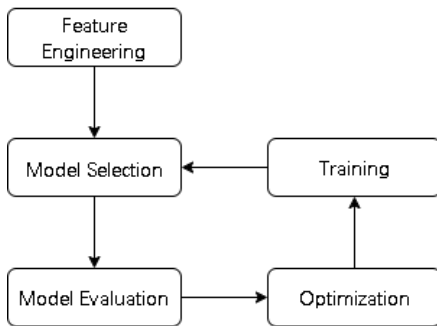 Feature
Engineering
Model Selection
Training
Model Evaluation
Optimization